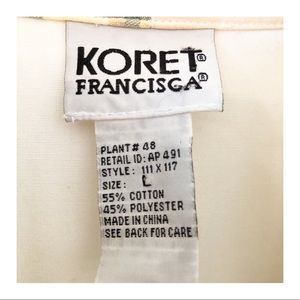 KORET®
FRANCISCA®
PLANT# 48
RETAIL ID: AP 491
STYLE: 111 X 117
SIZE: L
55% COTTON
45% POLYESTER
MADE IN CHINA
SEE BACK FOR CARE